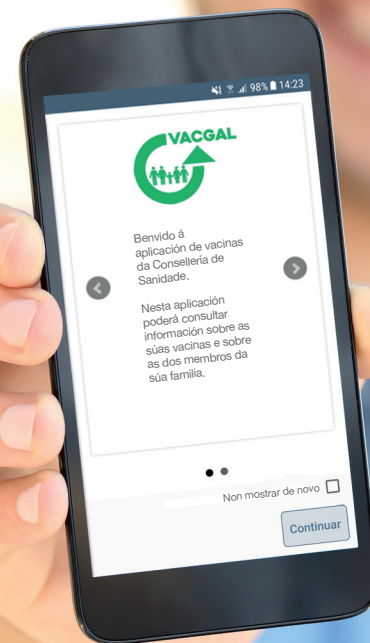 98% 14:23
VACGAL
Benvido á
aplicación de vacinas
da Consellería de
Sanidade.
Nesta aplicación
poderá consultar
información sobre as
súas vacinas e sobre
as dos membros da
súa familia.
Non mostrar de novo
Continuar